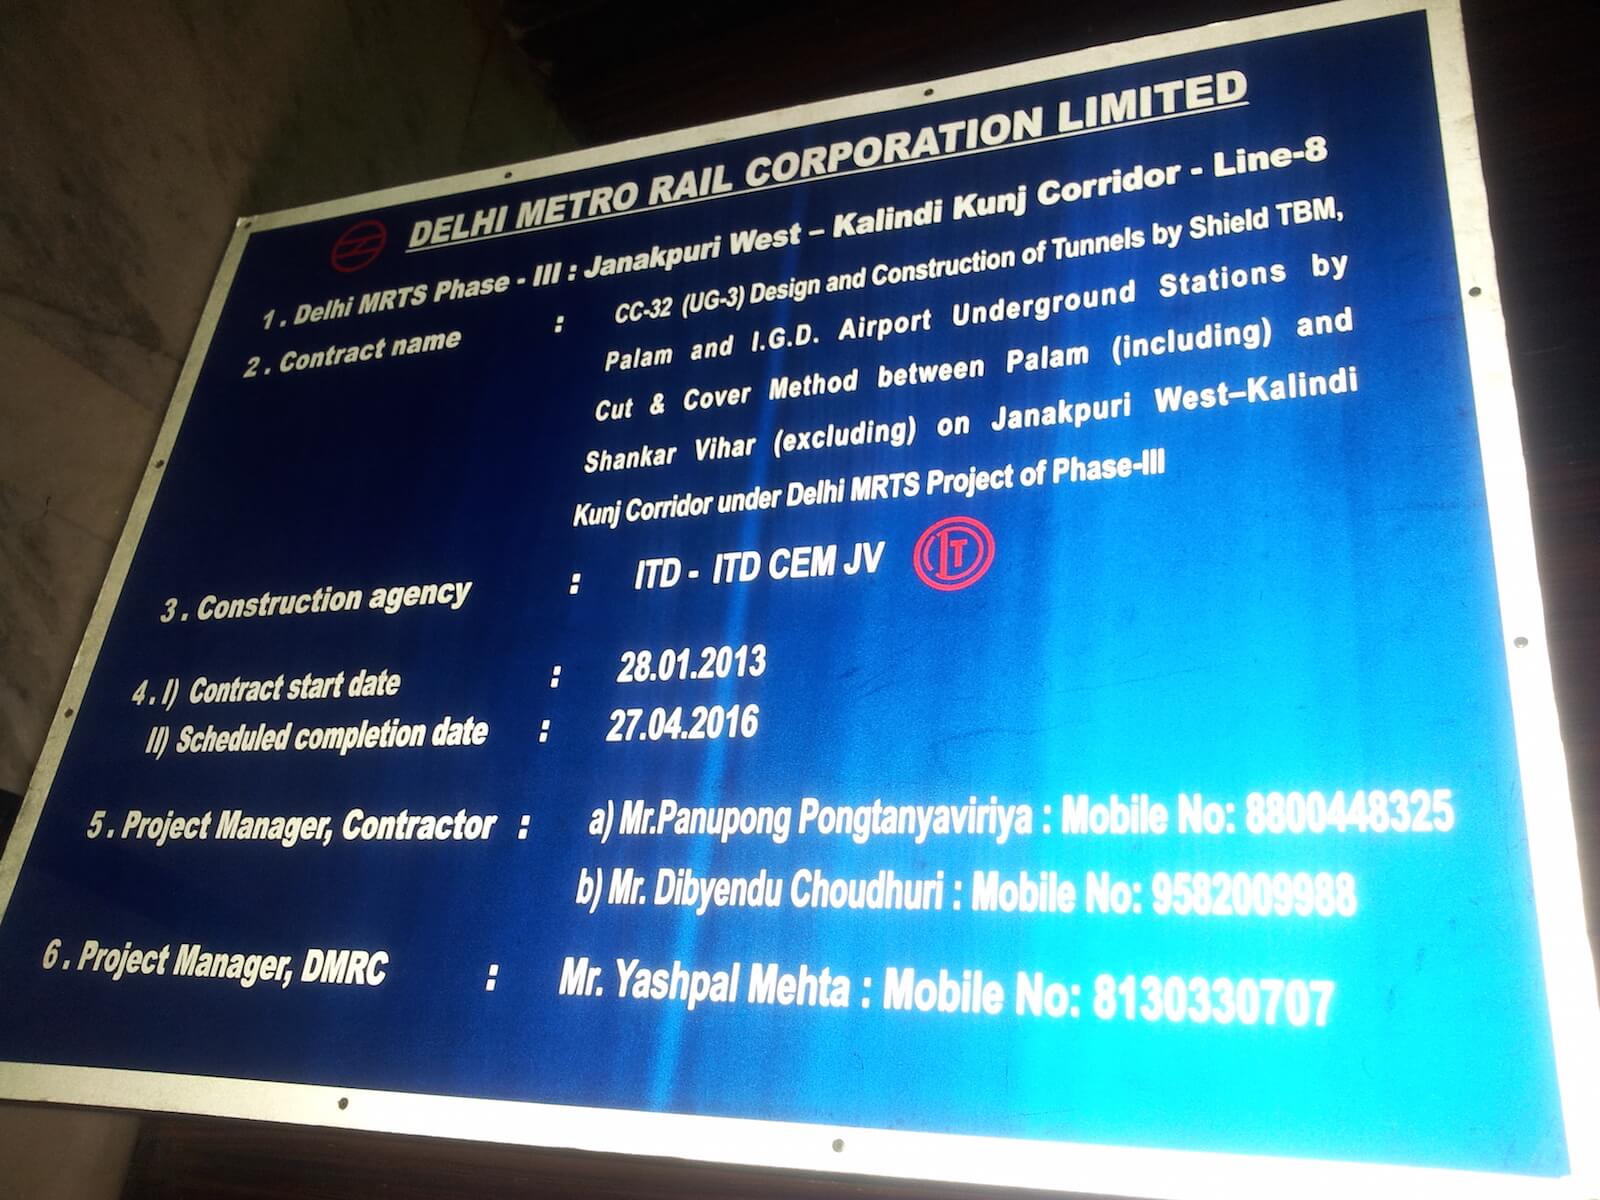 DELHI METRO RAIL CORPORATION LIMITED
1 . Delhi MRTS Phase - III : Janakpuri West – Kalindi Kunj Corridor - Line-8
2 . Contract name : CC-32 (UG-3) Design and Construction of Tunnels by Shield TBM,
Palam and I.G.D. Airport Underground Stations by
Cut & Cover Method between Palam (including) and
Shankar Vihar (excluding) on Janakpuri West–Kalindi
Kunj Corridor under Delhi MRTS Project of Phase-III
3 . Construction agency : ITD - ITD CEM JV
4 . I) Contract start date : 28.01.2013
II) Scheduled completion date : 27.04.2016
5 . Project Manager, Contractor : a) Mr.Panupong Pongtanyaviriya : Mobile No: 8800448325
b) Mr. Dibyendu Choudhuri : Mobile No: 9582009988
6 . Project Manager, DMRC : Mr. Yashpal Mehta : Mobile No: 8130330707